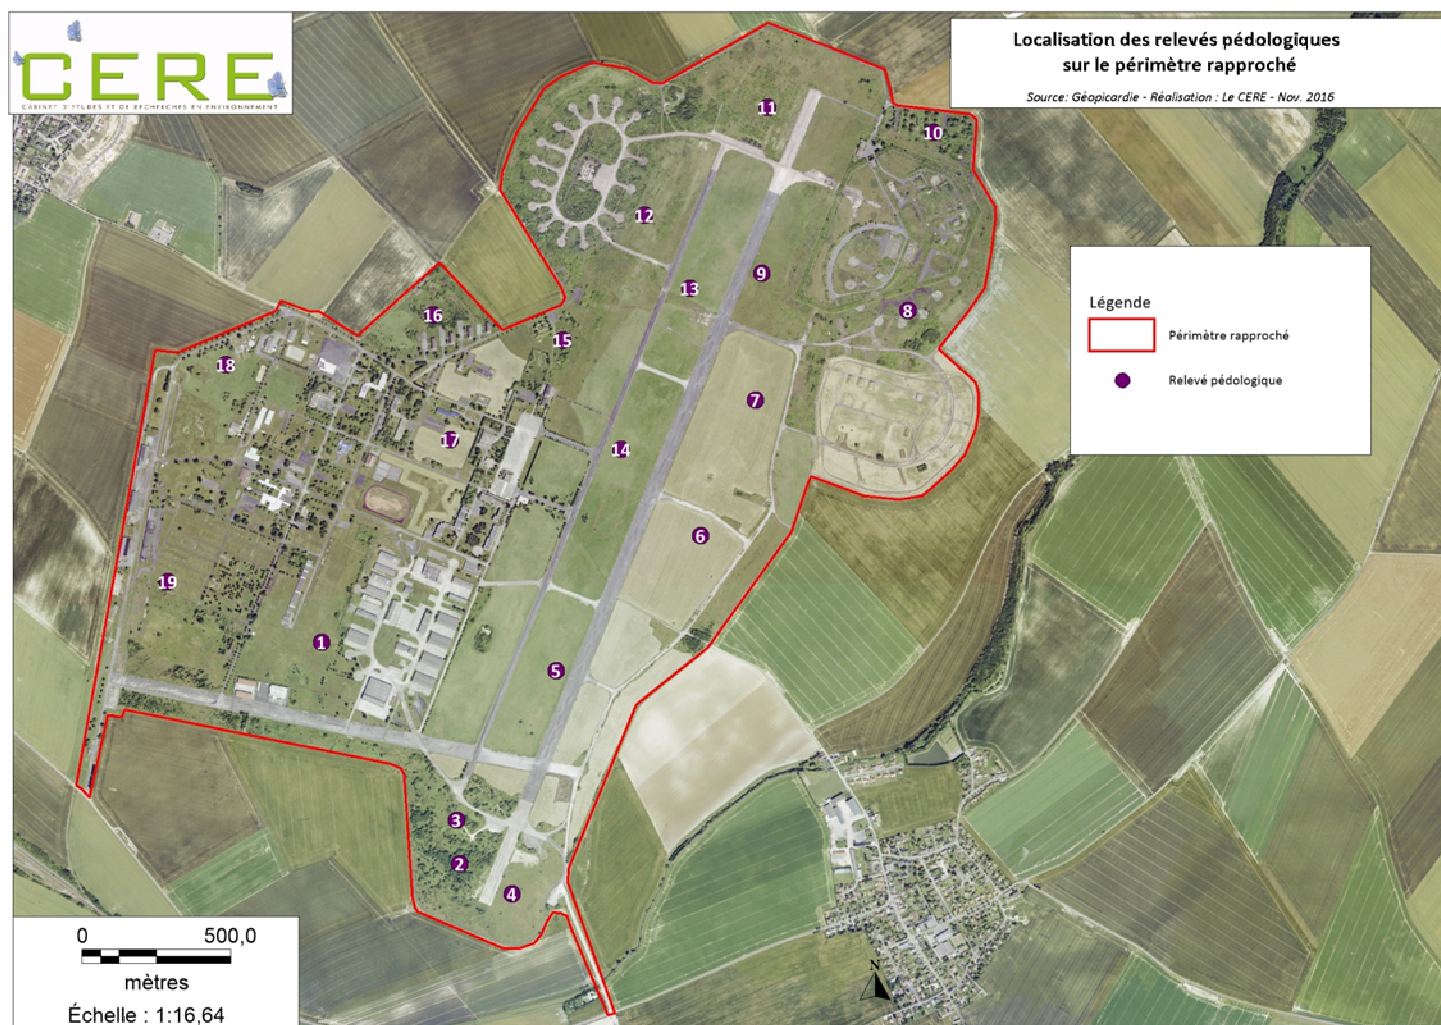 CERE
CABINET D'ETUDES ET DE RECHERCHES EN ENVIRONNEMENT
Localisation des relevés pédologiques
sur le périmètre rapproché
Source: Géopicardie - Réalisation : Le CERE - Nov. 2016
11
10
12
9
13
8
16
15
18
7
17
14
6
19
1
5
3
2
4
Légende
Périmètre rapproché
Relevé pédologique
0 500,0
mètres
Échelle : 1:16,64
N